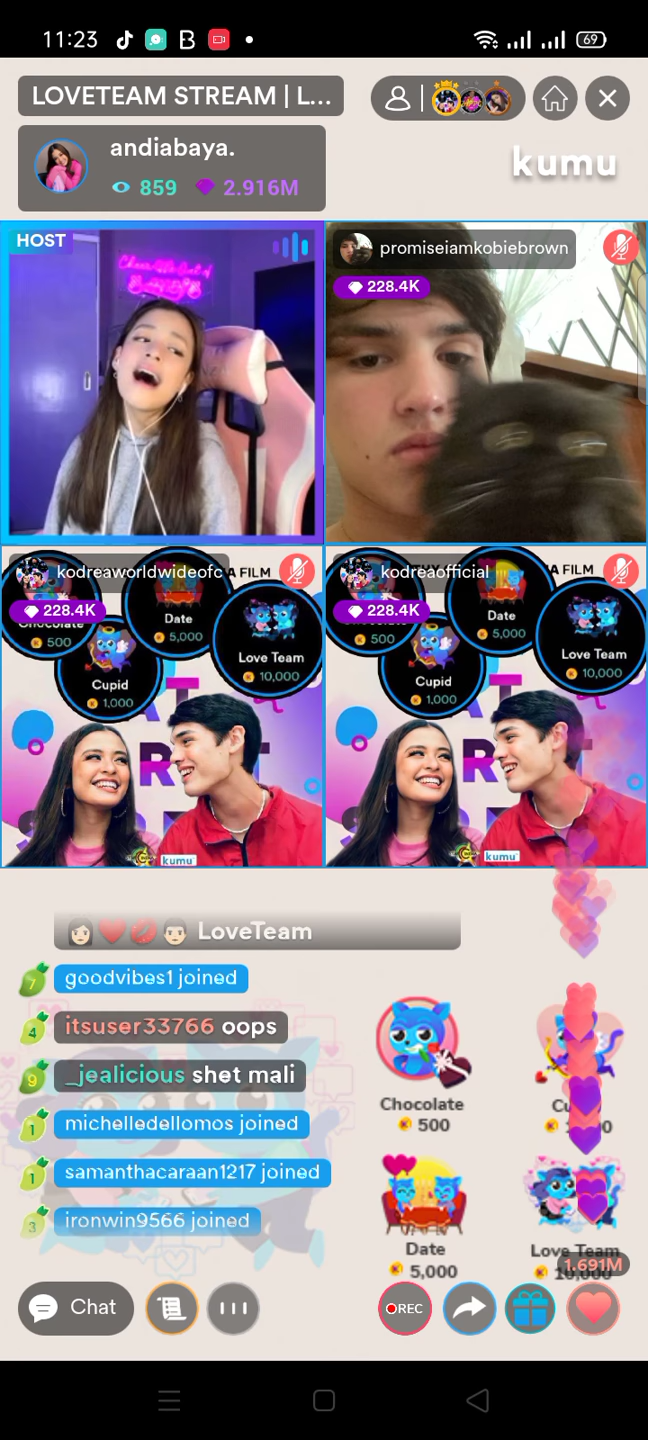 11:23
69
LOVETEAM STREAM | L...
andiabaya.
859 2.916M
kumu
HOST
promiseiamkobiebrown
228.4K
kodreaworldwideofc
A FILM
228.4K
500
Date
5,000
Cupid
1,000
Love Team
10,000
kumu
kodreaofficial
A FILM
228.4K
500
Date
5,000
Cupid
1,000
Love Team
10,000
kumu
LoveTeam
7 goodvibes1 joined
4 itsuser33766 oops
9 _jealicious shet mali
1 michelledellomos joined
1 samanthacaraan1217 joined
3 ironwin9566 joined
Chocolate
500
Date
5,000
Love Team
10,000
1.691M
Chat
REC